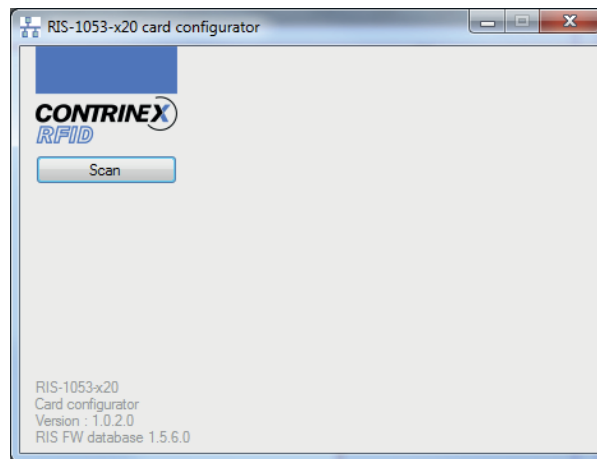 RIS-1053-x20 card configurator
CONTRINEX
RFID
Scan
RIS-1053-x20
Card configurator
Version : 1.0.2.0
RIS FW database 1.5.6.0